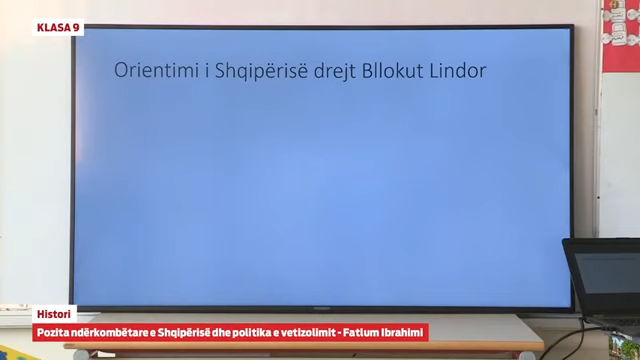 KLASA 9
Orientimi i Shqipërisë drejt Bllokut Lindor
Histori
Pozita ndërkombëtare e Shqipërisë dhe politika e vetizolimit - Fatlum Ibrahimi